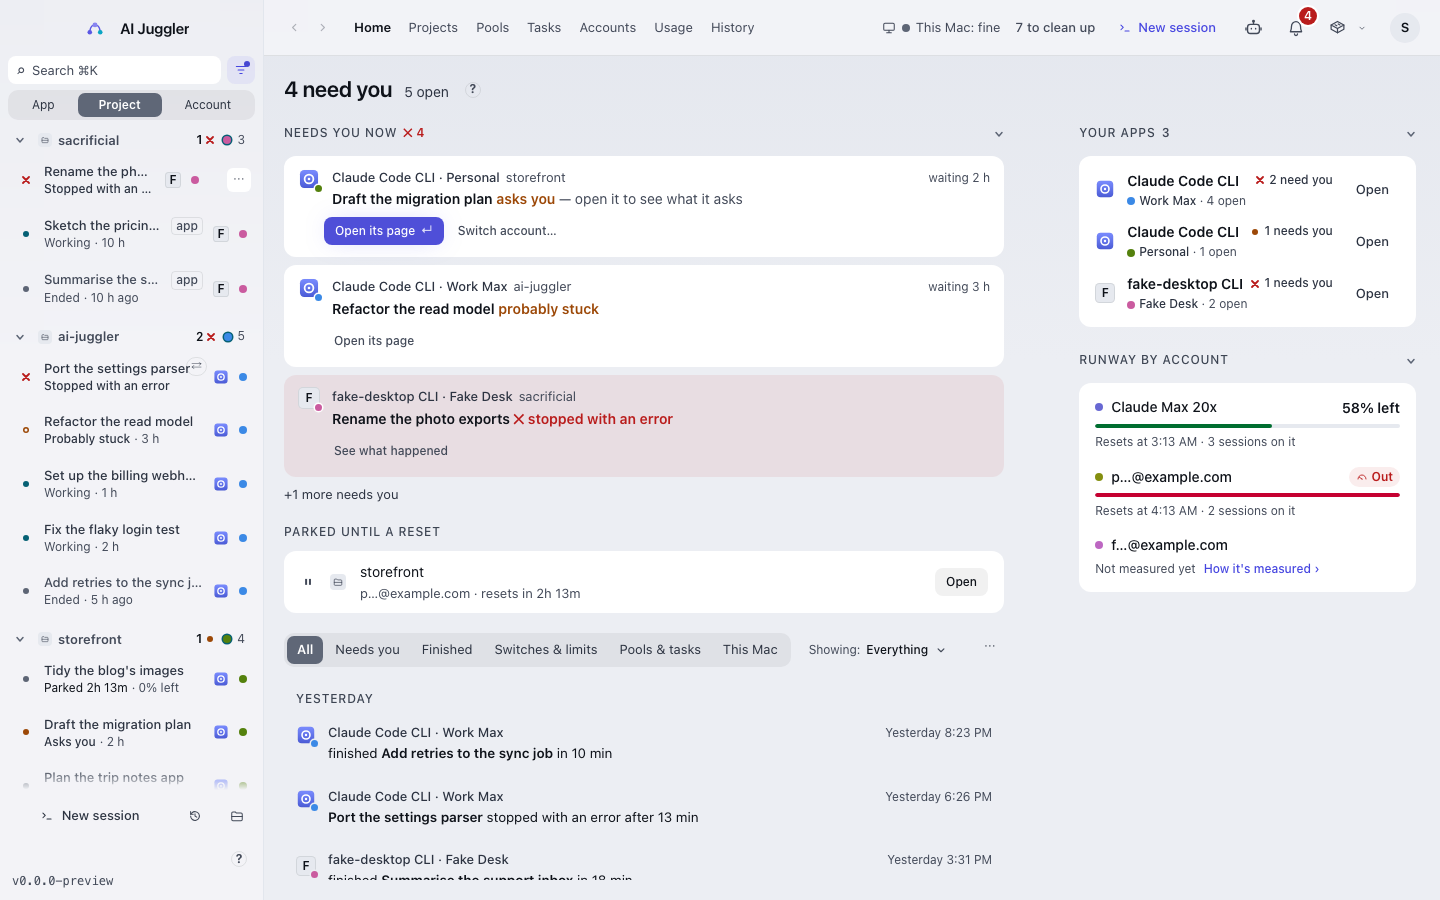 AI Juggler
Search ⌘K
App Project Account
sacrificial 1 3
Rename the ph... F
Stopped with an ...
Sketch the pricin... app F
Working · 10 h
Summarise the s... app F
Ended · 10 h ago
ai-juggler 2 5
Port the settings parser
Stopped with an error
Refactor the read model
Probably stuck · 3 h
Set up the billing webh...
Working · 1 h
Fix the flaky login test
Working · 2 h
Add retries to the sync j...
Ended · 5 h ago
storefront 1 4
Tidy the blog's images
Parked 2h 13m · 0% left
Draft the migration plan
Asks you · 2 h
Plan the trip notes app
New session
?
v0.0.0-preview
Home Projects Pools Tasks Accounts Usage History
This Mac: fine 7 to clean up New session 4 S
4 need you 5 open ?
NEEDS YOU NOW 4
Claude Code CLI · Personal storefront waiting 2 h
Draft the migration plan asks you — open it to see what it asks
Open its page ↵ Switch account...
Claude Code CLI · Work Max ai-juggler waiting 3 h
Refactor the read model probably stuck
Open its page
F fake-desktop CLI · Fake Desk sacrificial
Rename the photo exports stopped with an error
See what happened
+1 more needs you
PARKED UNTIL A RESET
storefront
p...@example.com · resets in 2h 13m
Open
All Needs you Finished Switches & limits Pools & tasks This Mac Showing: Everything ...
YESTERDAY
Claude Code CLI · Work Max Yesterday 8:23 PM
finished Add retries to the sync job in 10 min
Claude Code CLI · Work Max Yesterday 6:26 PM
Port the settings parser stopped with an error after 13 min
F fake-desktop CLI · Fake Desk Yesterday 3:31 PM
finished Summarise the support inbox in 18 min
YOUR APPS 3
Claude Code CLI 2 need you Open
Work Max · 4 open
Claude Code CLI 1 needs you Open
Personal · 1 open
F fake-desktop CLI 1 needs you Open
Fake Desk · 2 open
RUNWAY BY ACCOUNT
Claude Max 20x 58% left
Resets at 3:13 AM · 3 sessions on it
p...@example.com Out
Resets at 4:13 AM · 2 sessions on it
f...@example.com
Not measured yet How it's measured ›